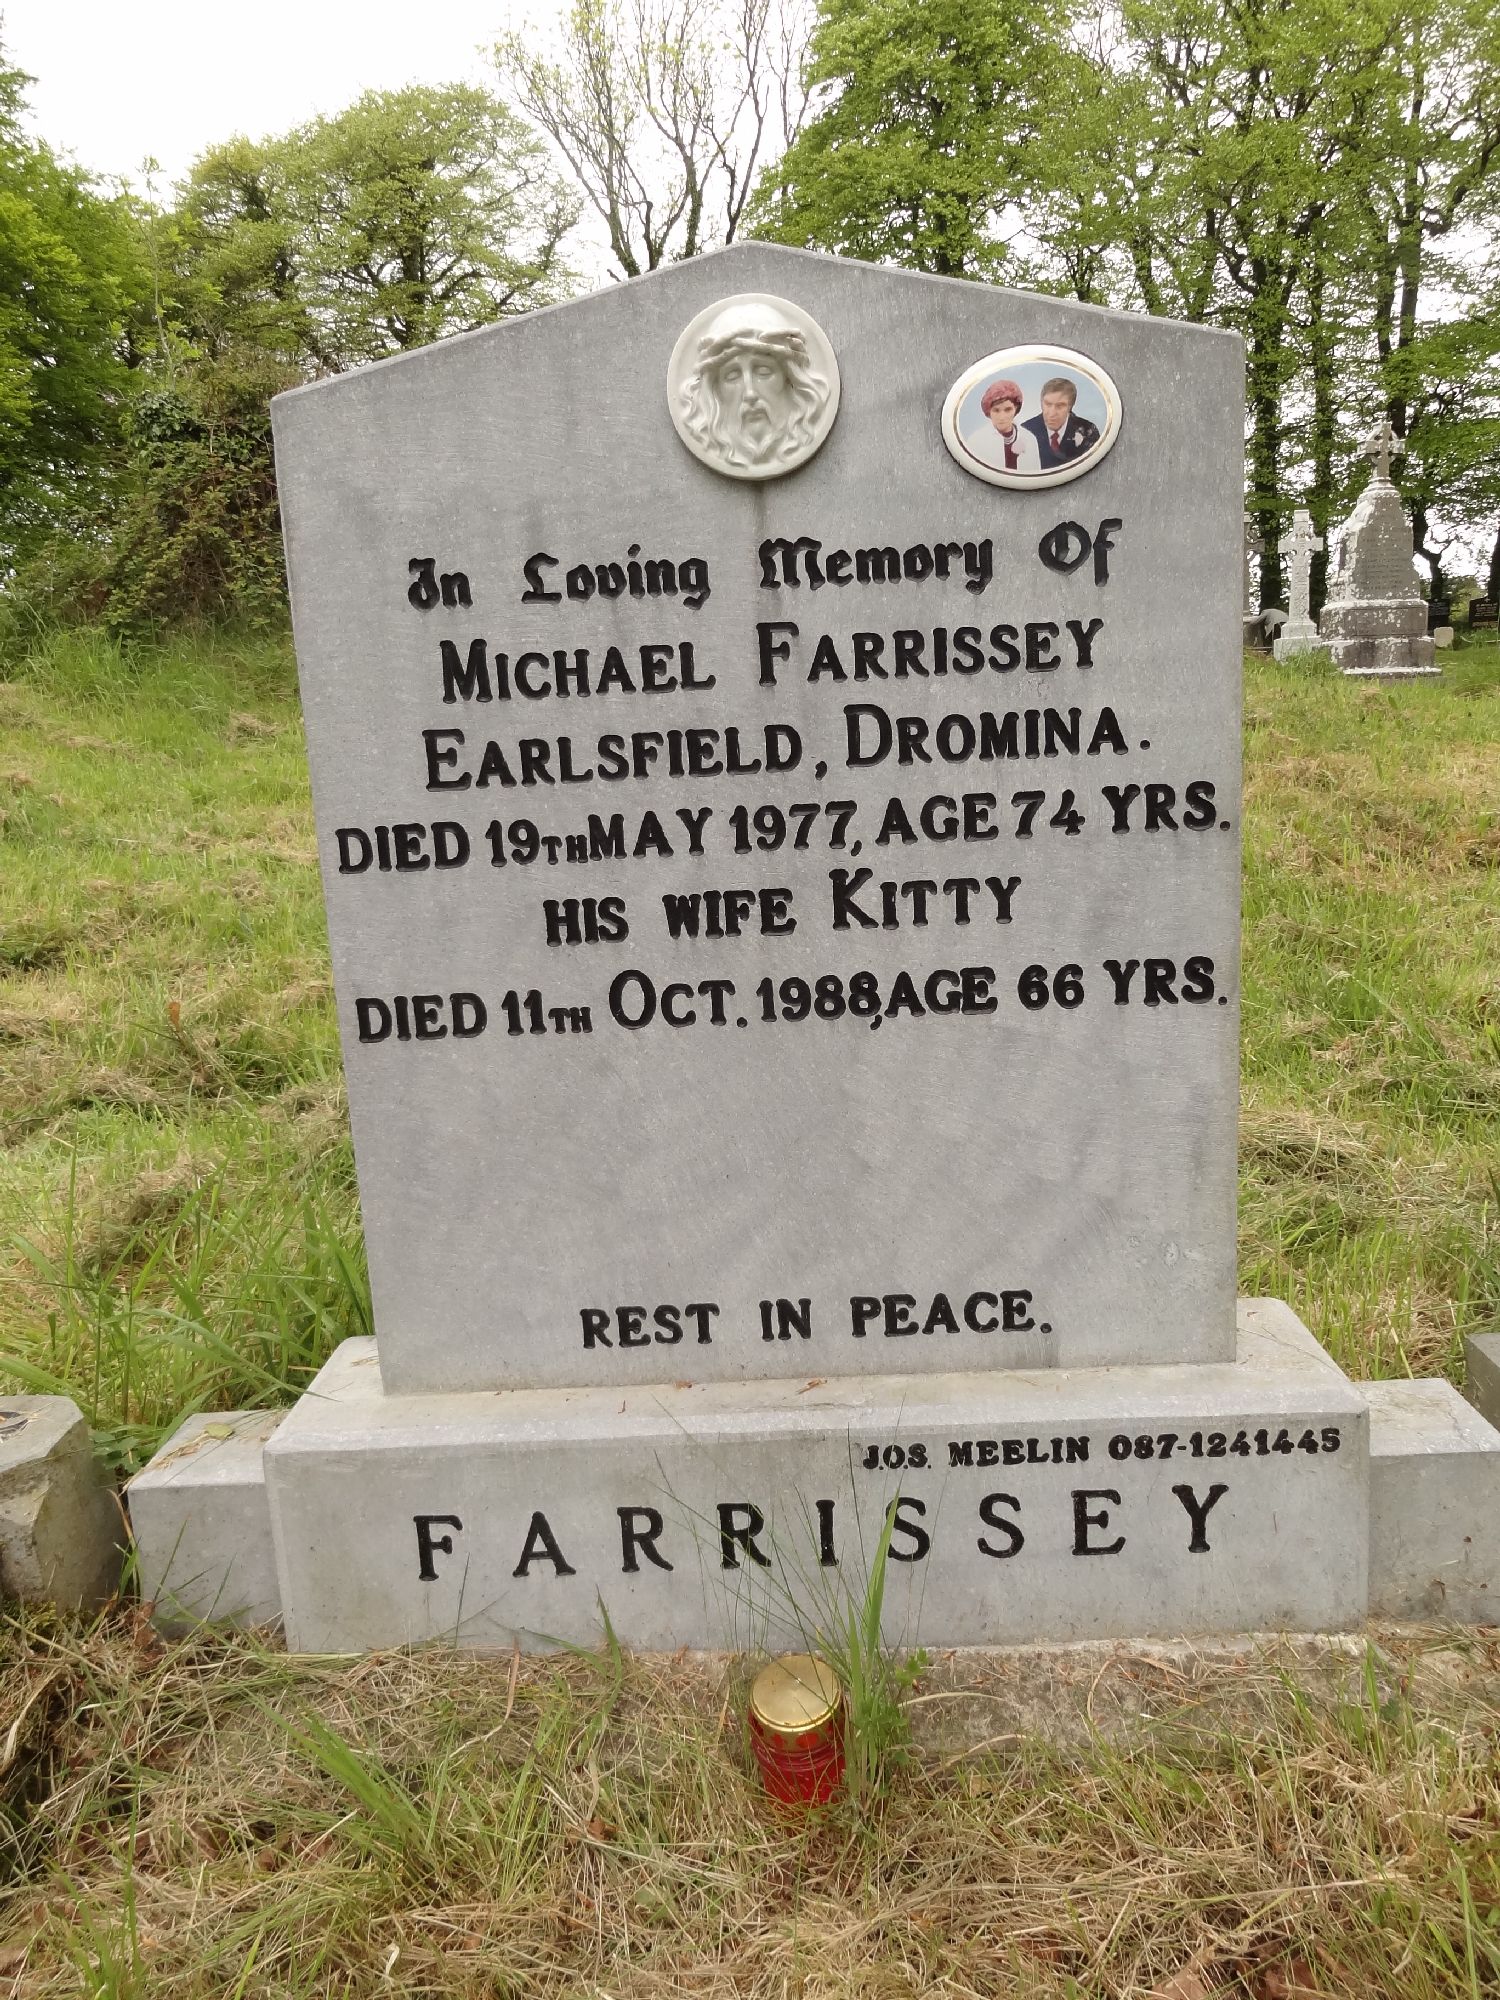 In Loving Memory Of
MICHAEL FARRISSEY
EARLSFIELD, DROMINA.
DIED 19TH MAY 1977, AGE 74 YRS.
HIS WIFE KITTY
DIED 11TH OCT. 1988, AGE 66 YRS.
REST IN PEACE.
J.O.S. MEELIN 087-1241445
FARRISSEY